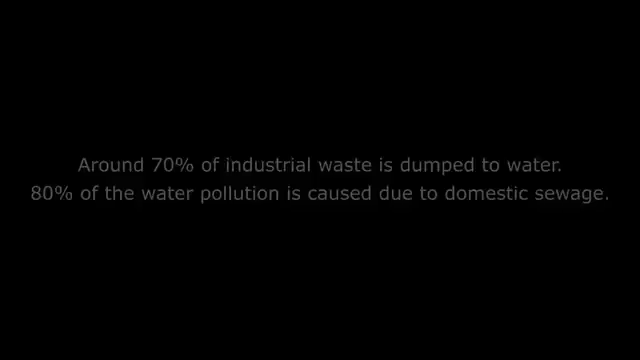 Around 70% of industrial waste is dumped to water.
80% of the water pollution is caused due to domestic sewage.